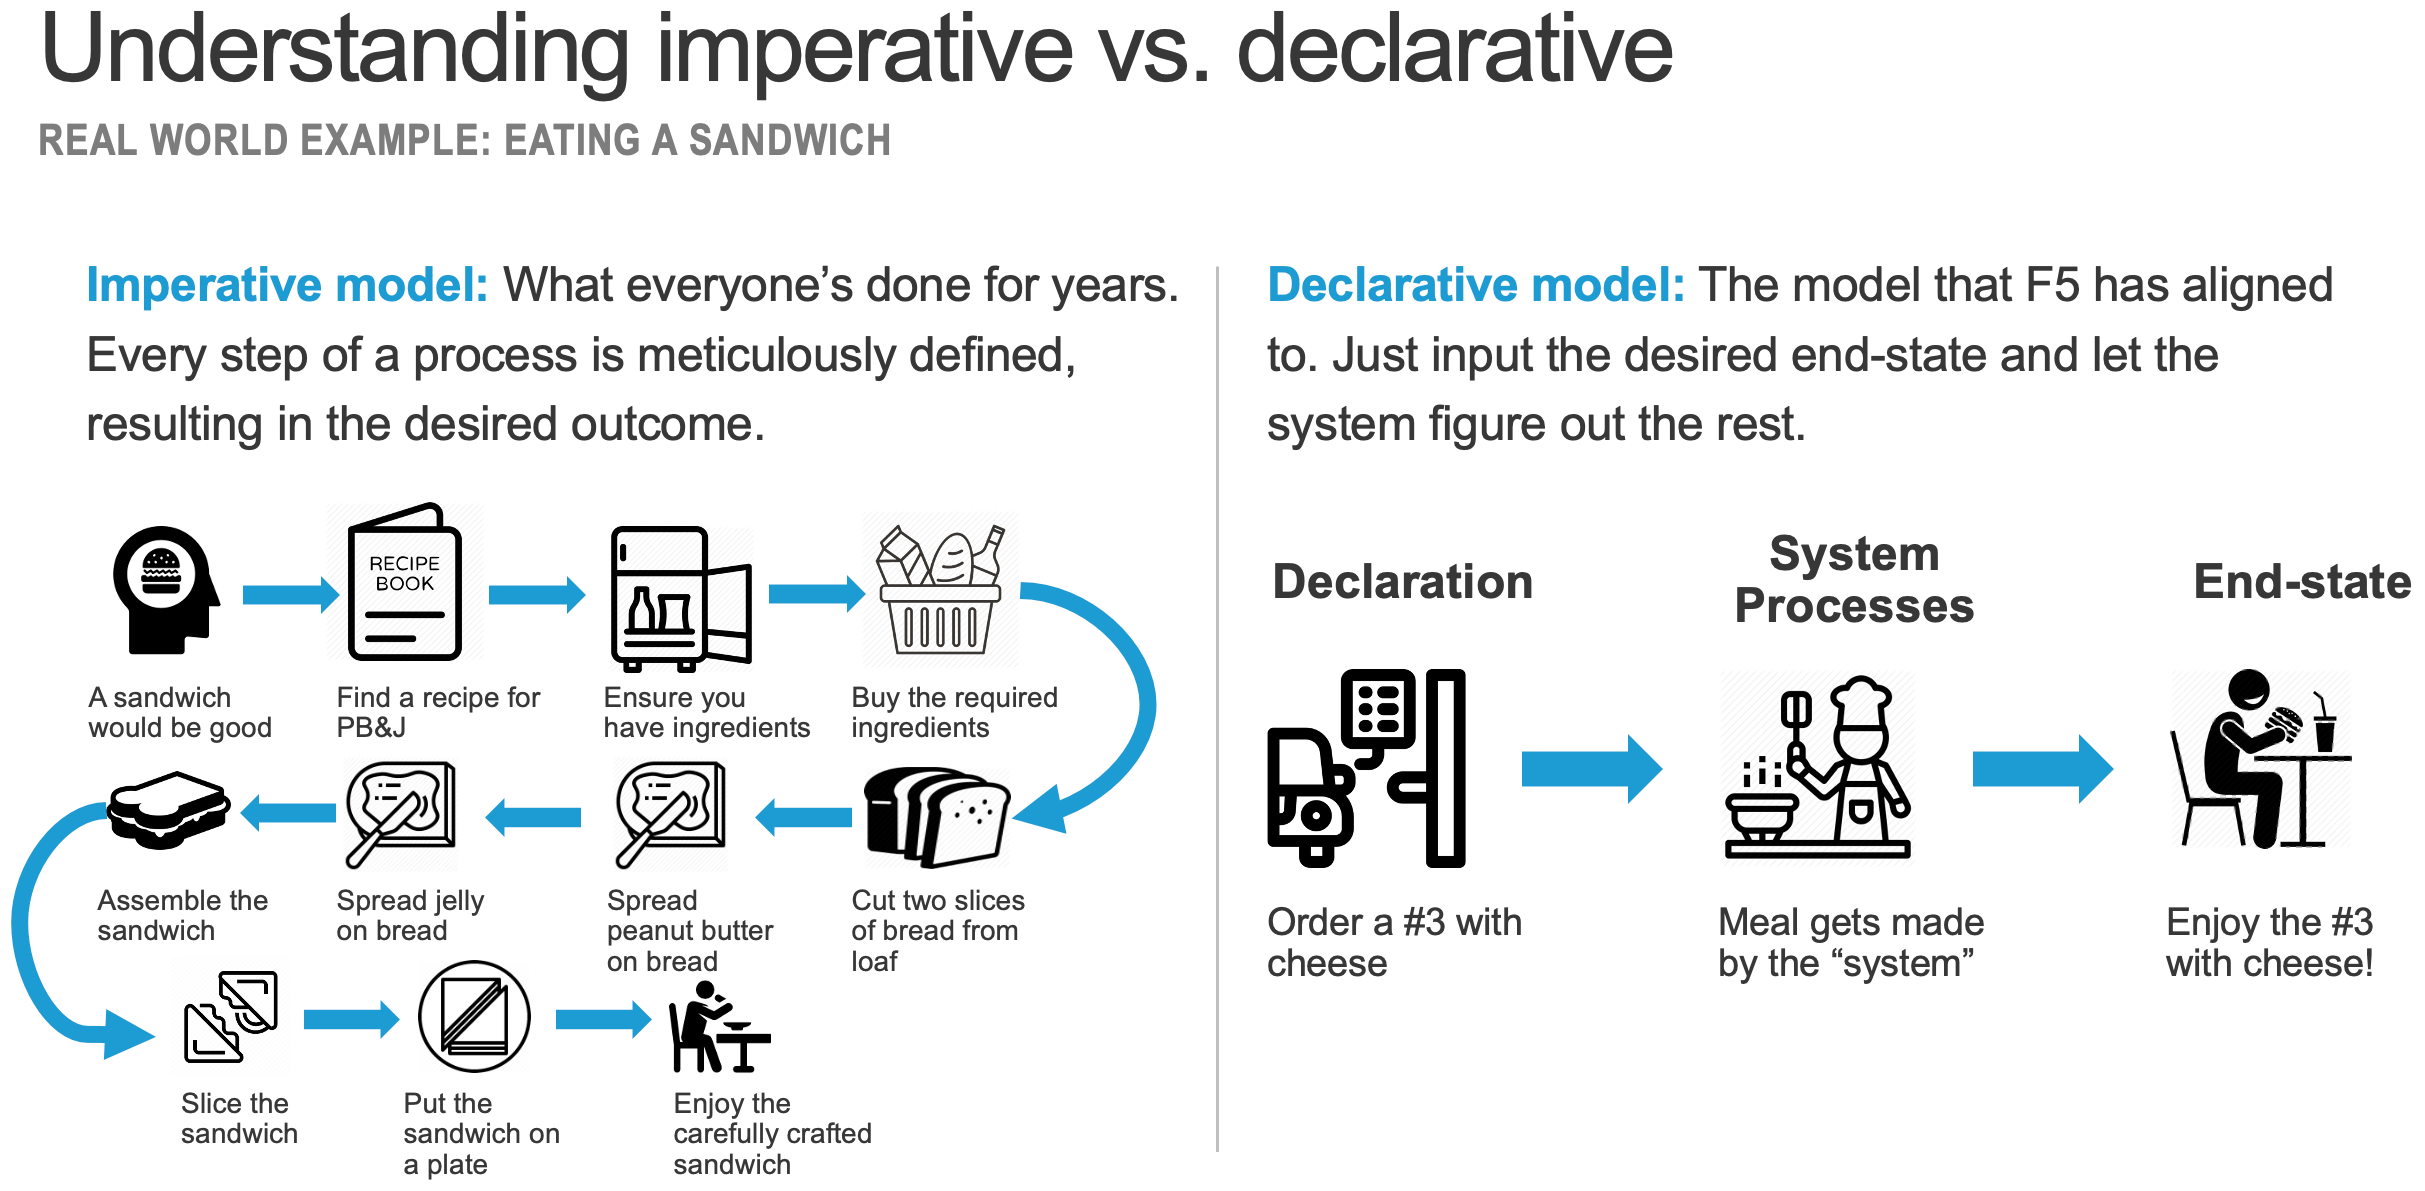 Understanding imperative vs. declarative
REAL WORLD EXAMPLE: EATING A SANDWICH
Imperative model: What everyone’s done for years.
Every step of a process is meticulously defined,
resulting in the desired outcome.
RECIPE
BOOK
A sandwich
would be good
Find a recipe for
PB&J
Ensure you
have ingredients
Buy the required
ingredients
Cut two slices
of bread from
loaf
Spread
peanut butter
on bread
Spread jelly
on bread
Assemble the
sandwich
Slice the
sandwich
Put the
sandwich on
a plate
Enjoy the
carefully crafted
sandwich
Declarative model: The model that F5 has aligned
to. Just input the desired end-state and let the
system figure out the rest.
Declaration
System
Processes
End-state
Order a #3 with
cheese
Meal gets made
by the “system”
Enjoy the #3
with cheese!